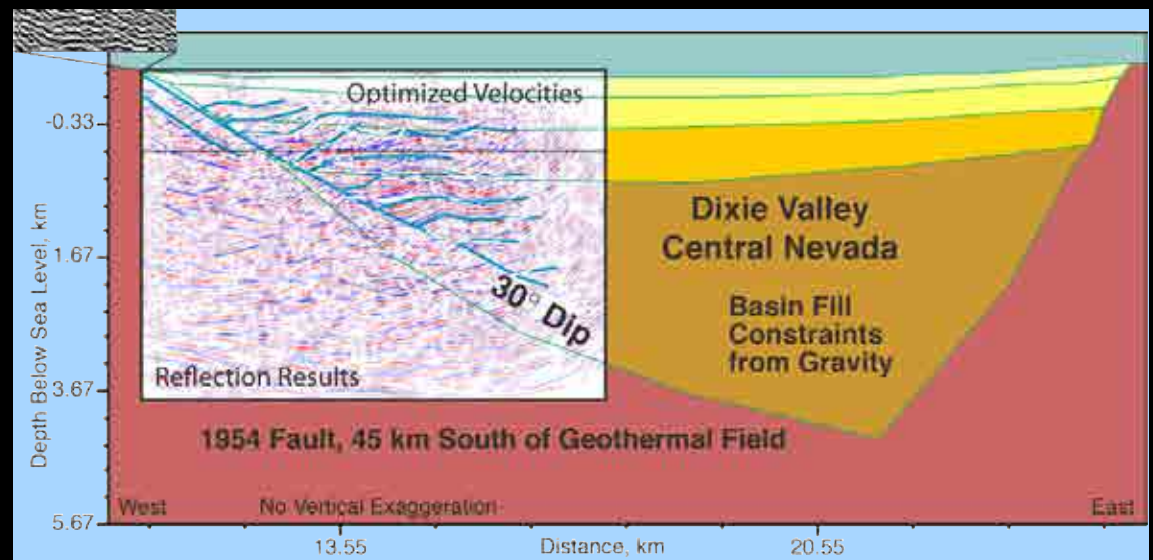 Optimized Velocities
-0.33
Dixie Valley
Central Nevada
1.67
30° Dip
Basin Fill
Constraints
from Gravity
Reflection Results
3.67
Depth Below Sea Level, km
1954 Fault, 45 km South of Geothermal Field
West
No Vertical Exaggeration
East
5.67
13.55
Distance, km
20.55